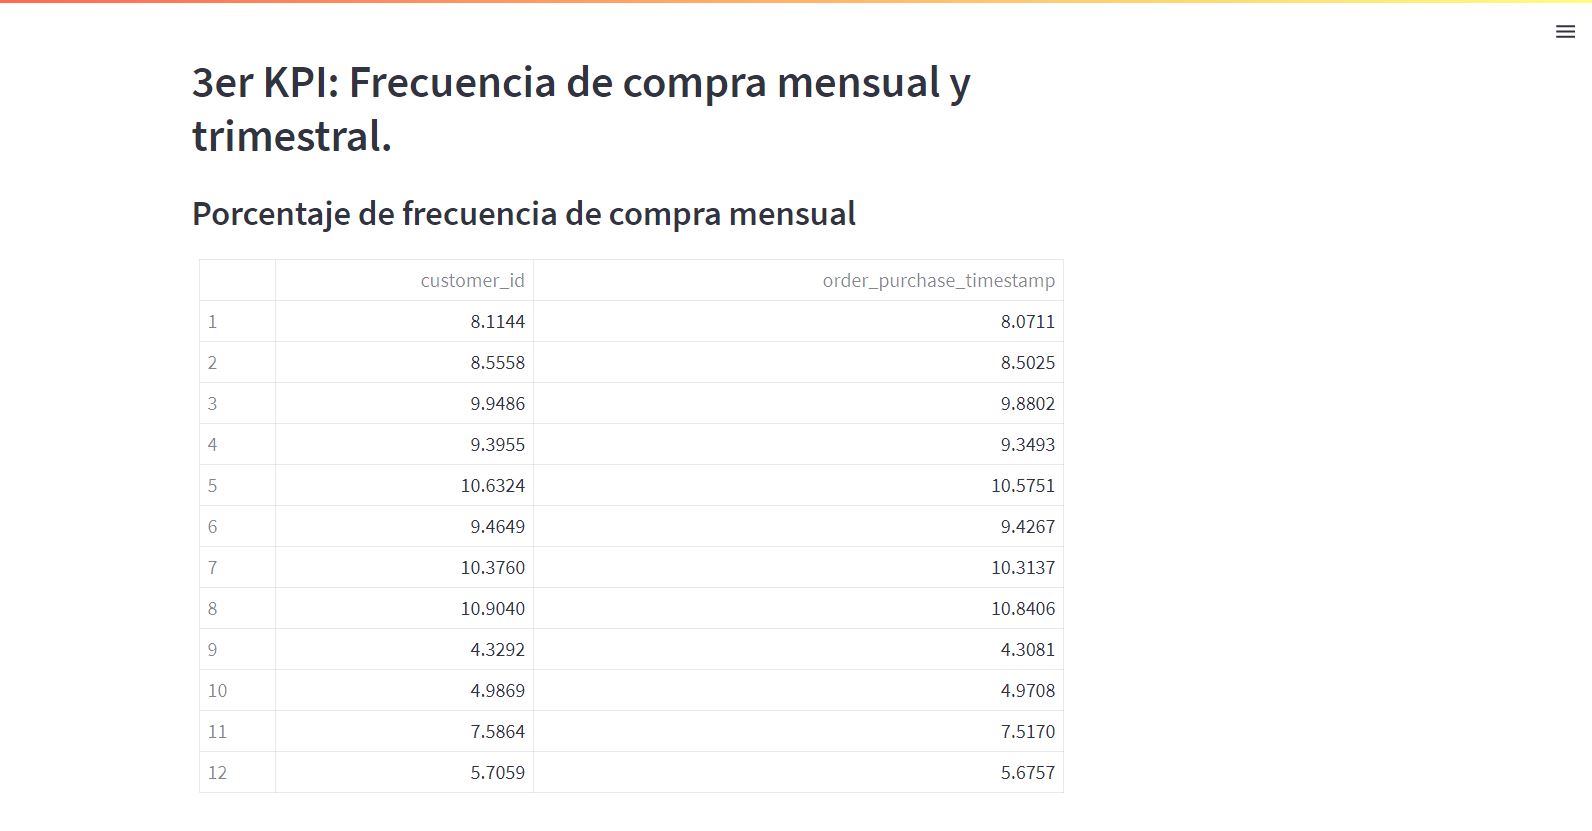 3er KPI: Frecuencia de compra mensual y
trimestral.
Porcentaje de frecuencia de compra mensual
customer_id order_purchase_timestamp
1 8.1144 8.0711
2 8.5558 8.5025
3 9.9486 9.8802
4 9.3955 9.3493
5 10.6324 10.5751
6 9.4649 9.4267
7 10.3760 10.3137
8 10.9040 10.8406
9 4.3292 4.3081
10 4.9869 4.9708
11 7.5864 7.5170
12 5.7059 5.6757